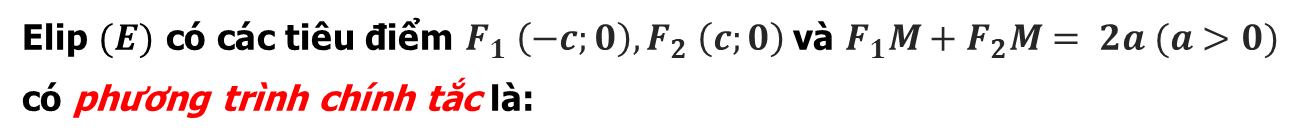 Elip (E) có các tiêu điểm F₁ (−c; 0), F₂ (c; 0) và F₁M + F₂M = 2a (a > 0)
có phương trình chính tắc là: